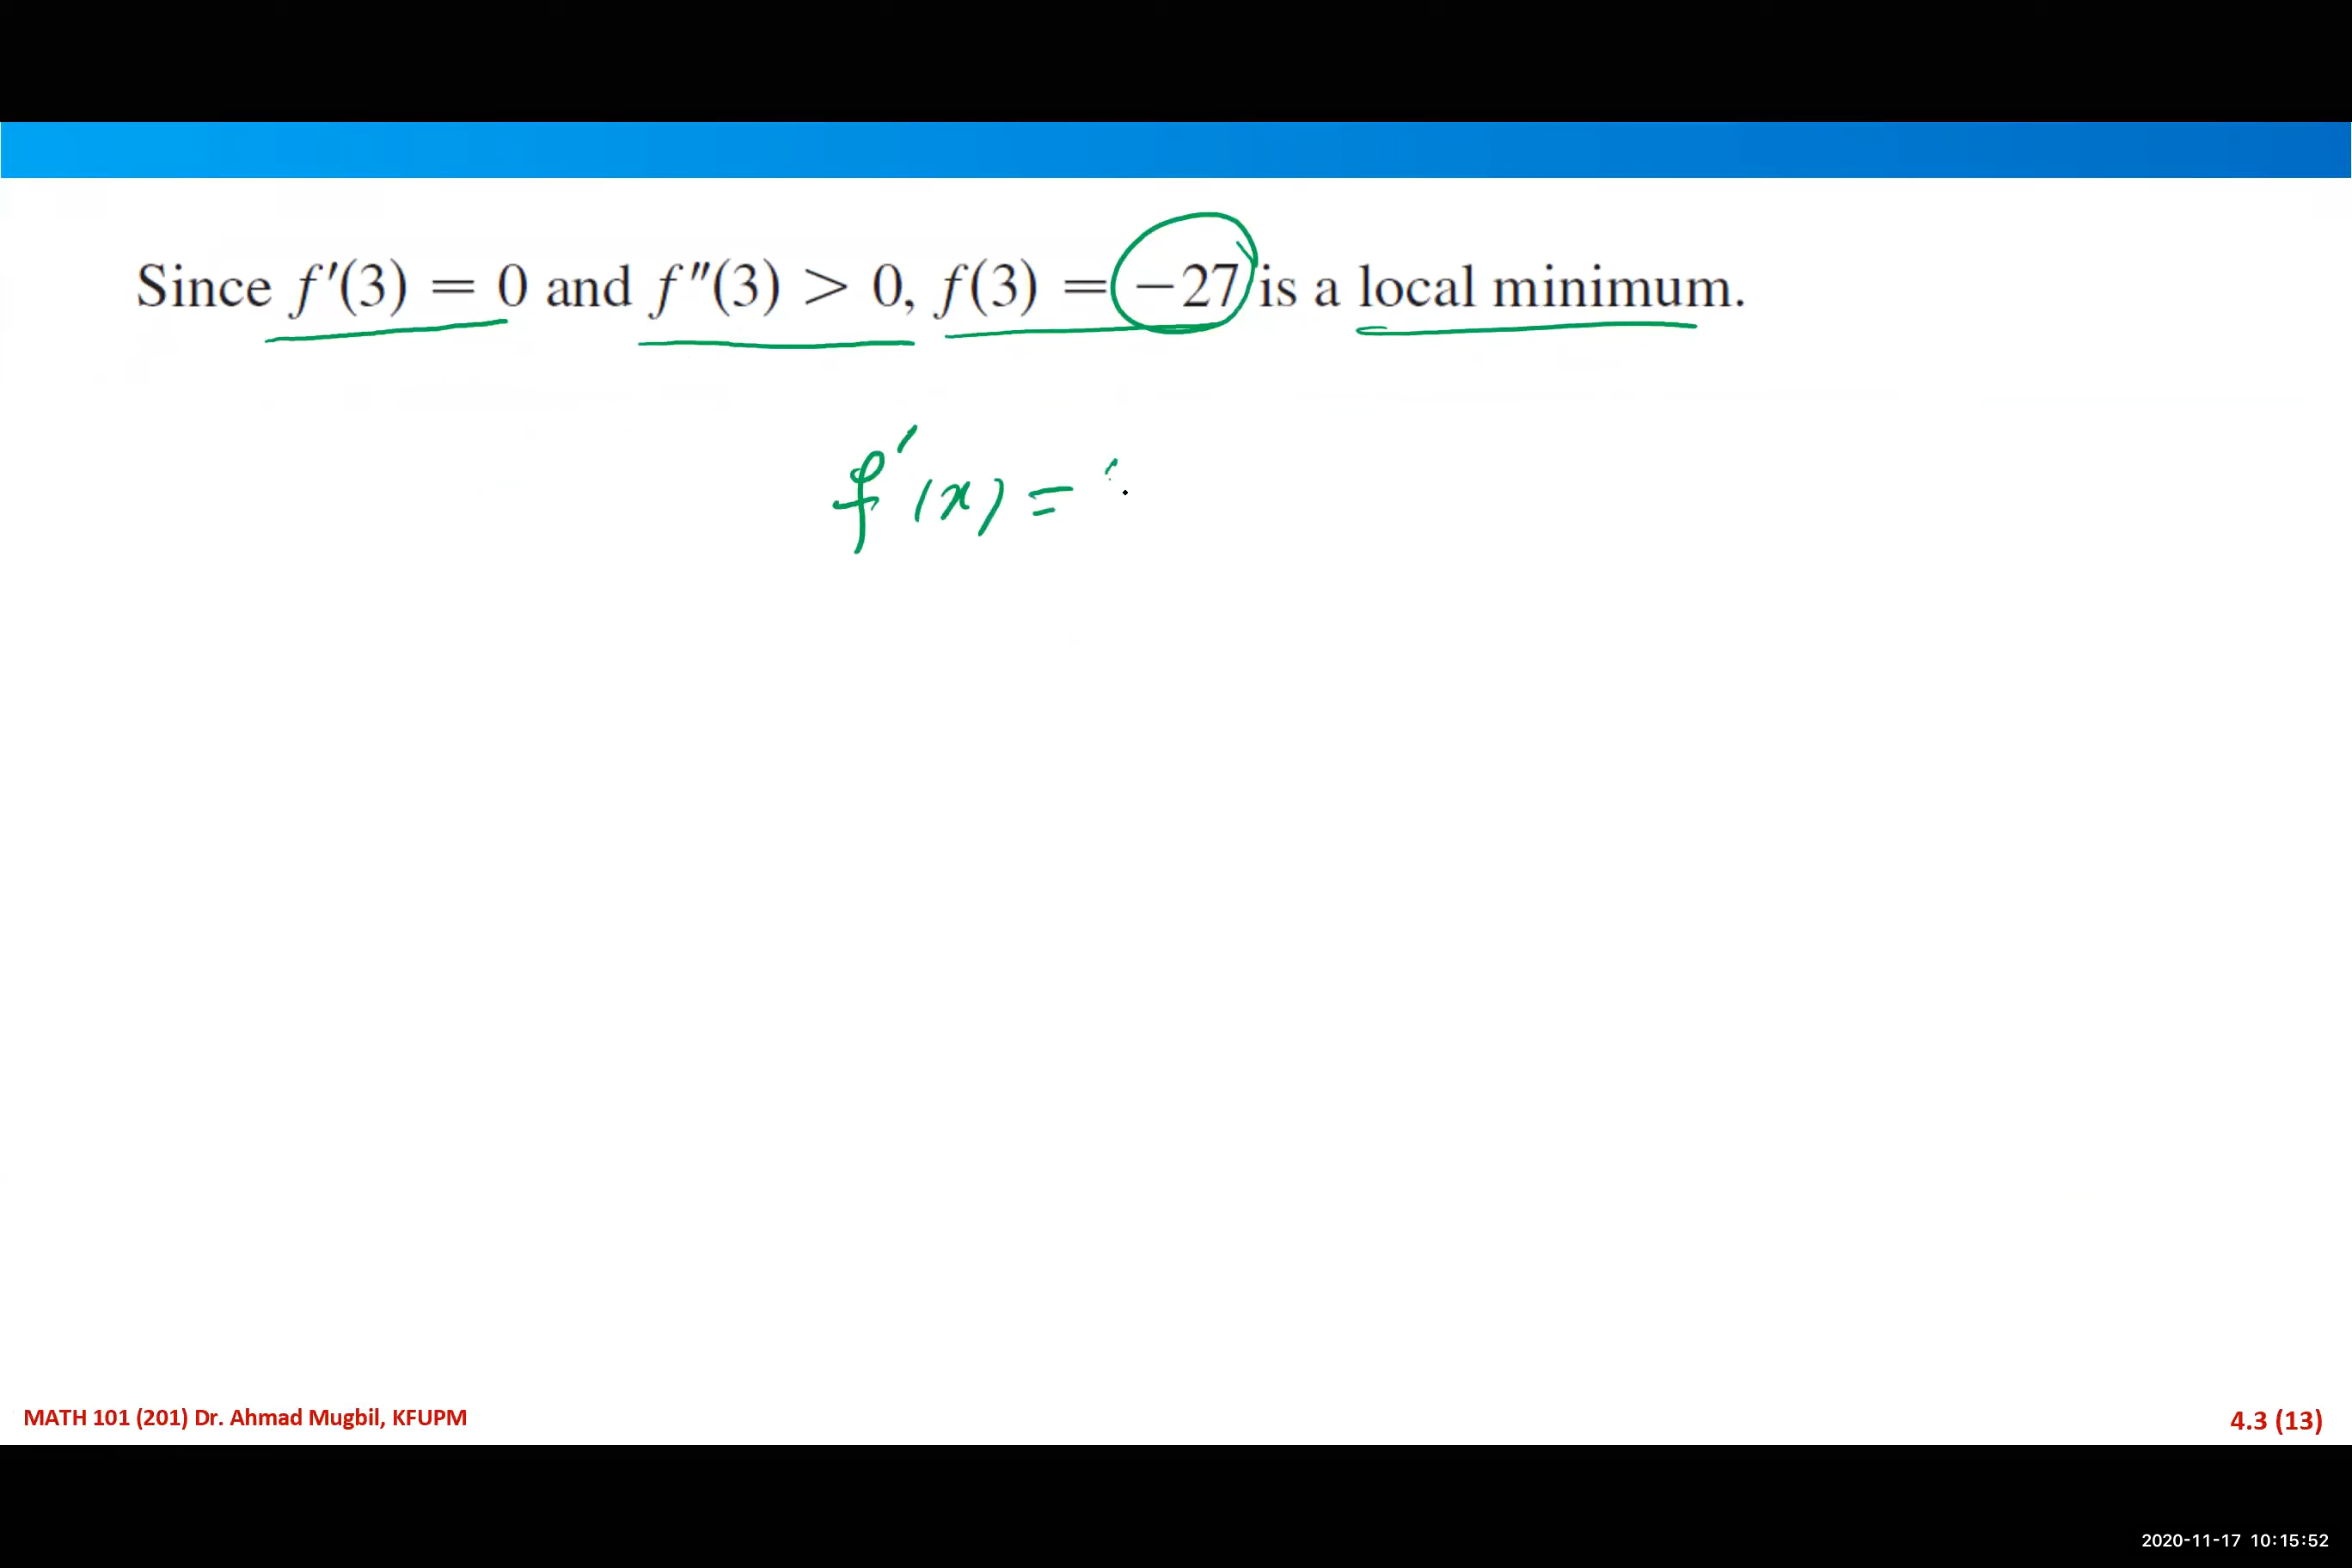 Since f′(3) = 0 and f″(3) > 0, f(3) = −27 is a local minimum.
f′(x) =
MATH 101 (201) Dr. Ahmad Mugbil, KFUPM
4.3 (13)
2020-11-17 10:15:52